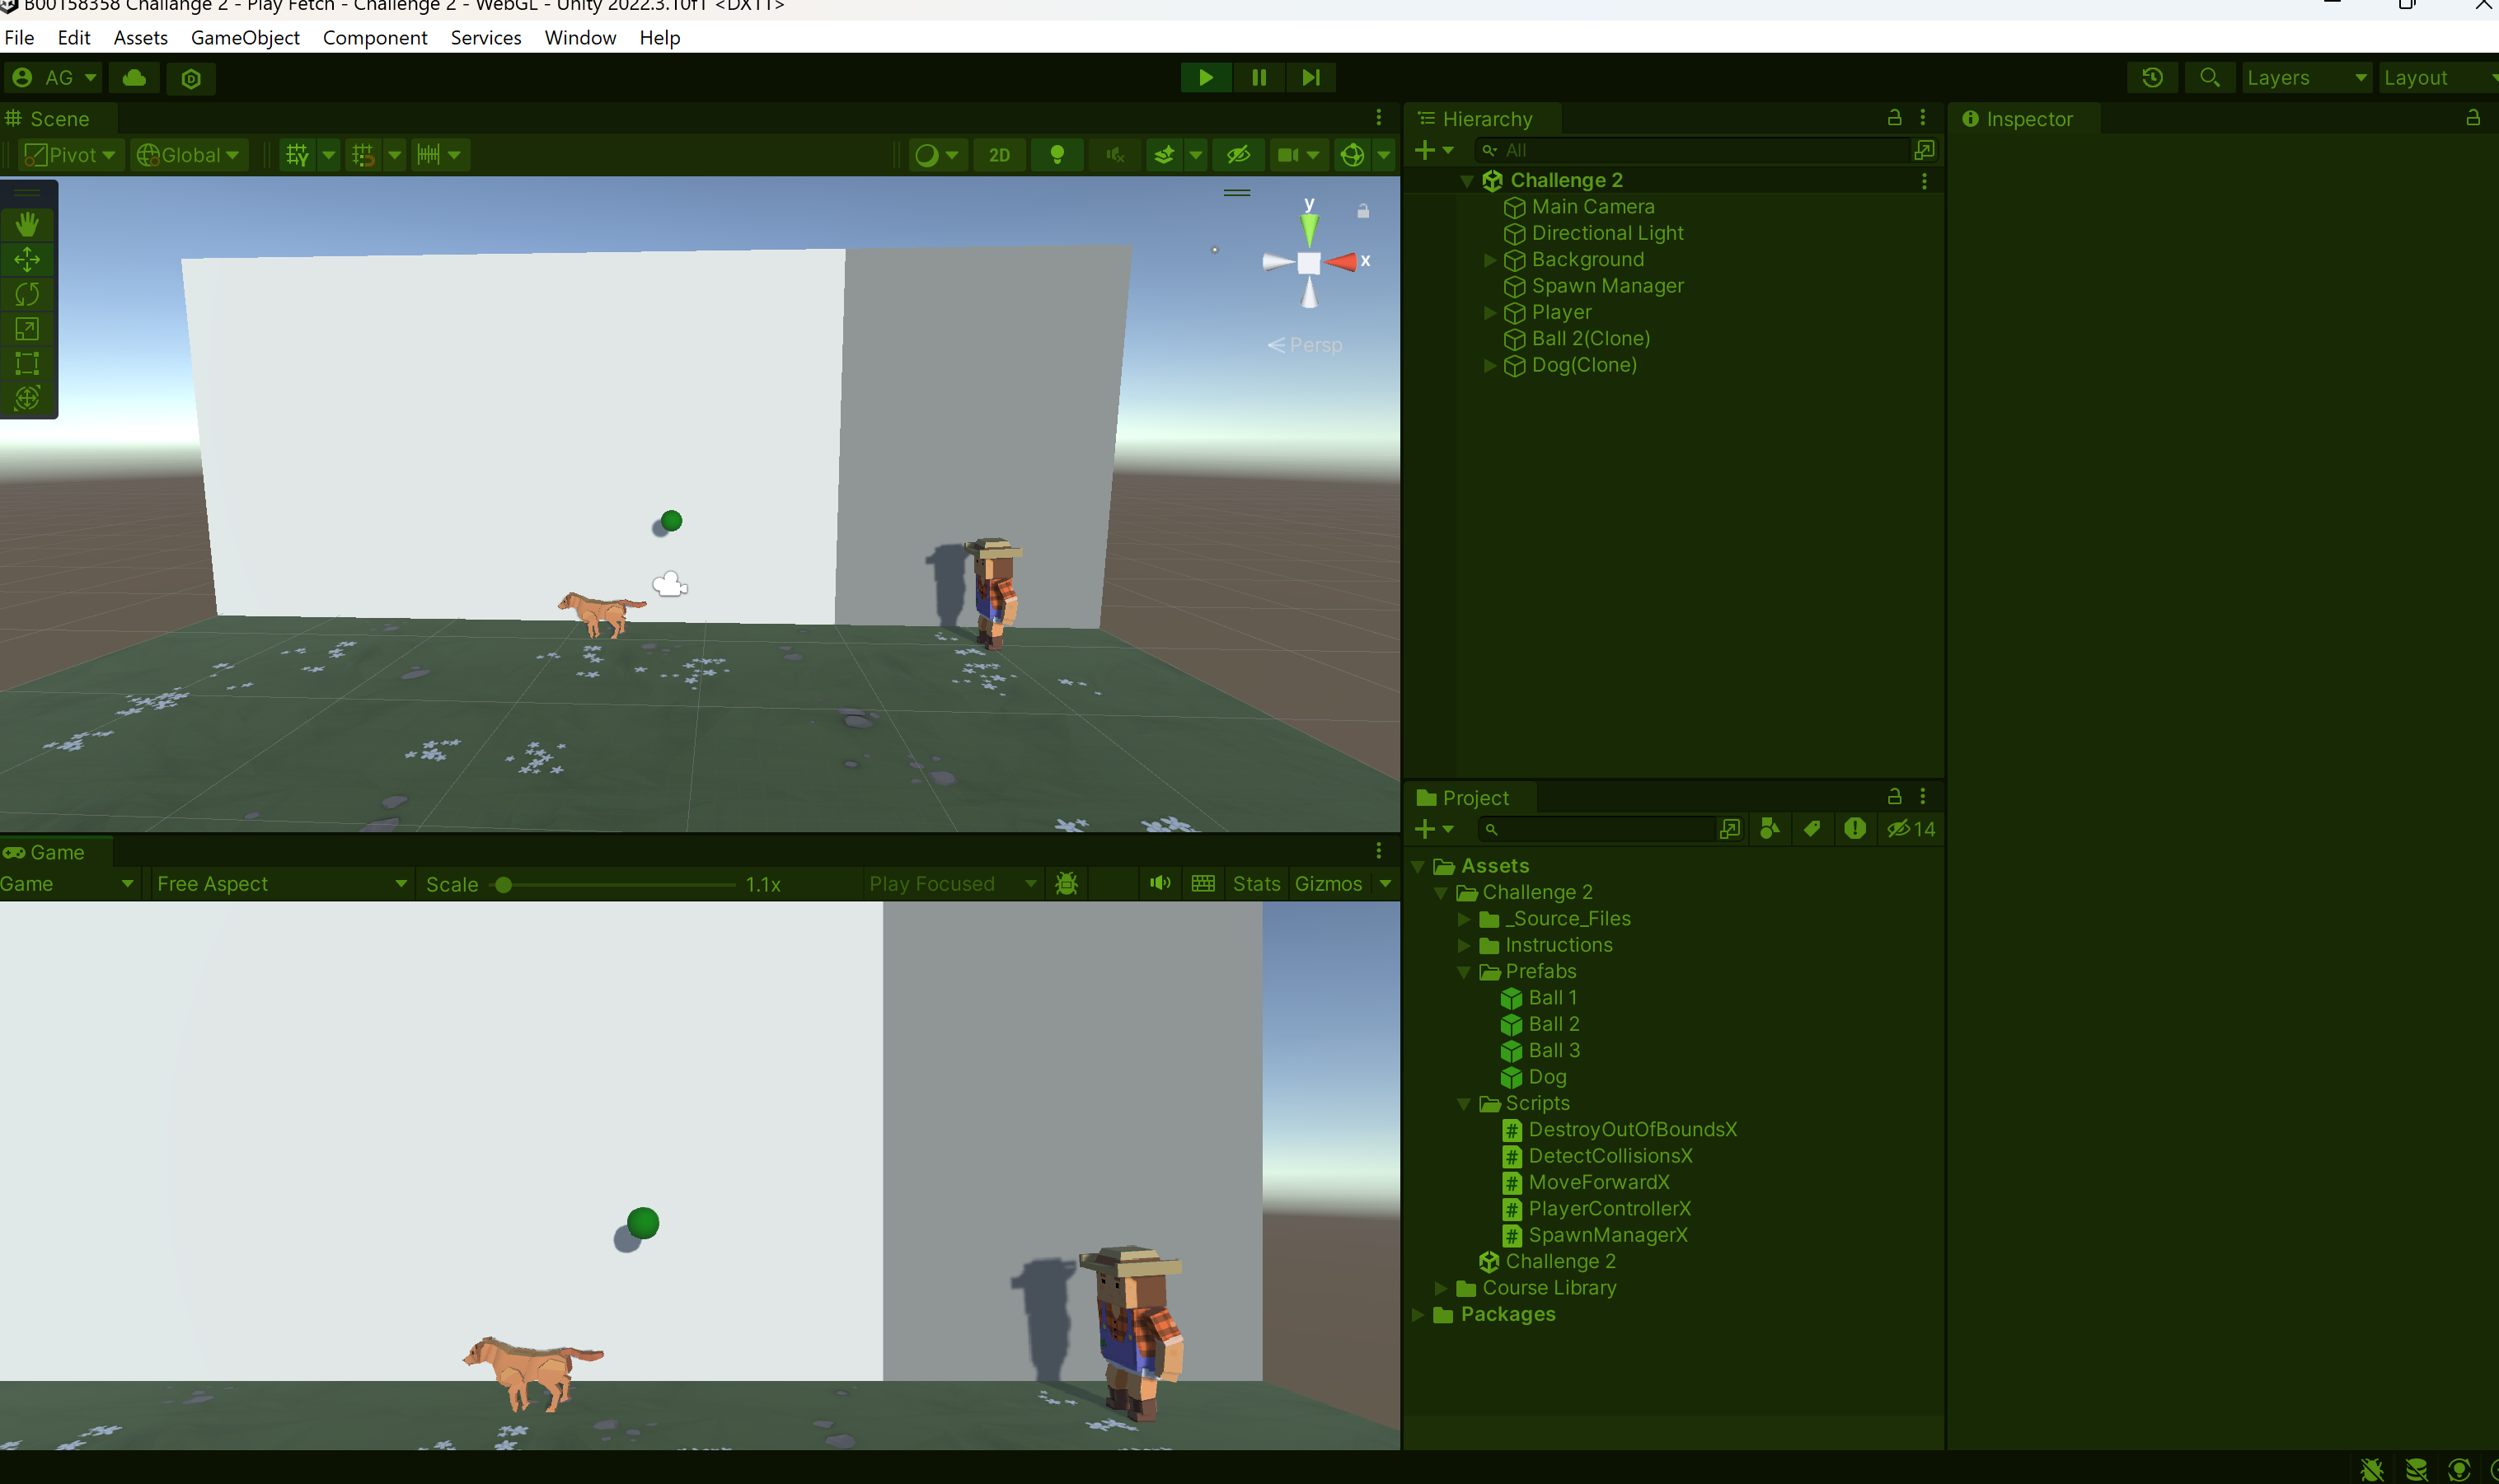 B00158358 Challange 2 - Play Fetch - Challenge 2 - WebGL - Unity 2022.3.10f1 <DX11>
File Edit Assets GameObject Component Services Window Help
AG Layers Layout
Scene
Pivot Global 2D
y
x
Persp
Hierarchy
All
Challenge 2
Main Camera
Directional Light
Background
Spawn Manager
Player
Ball 2(Clone)
Dog(Clone)
Inspector
Game
Game Free Aspect Scale 1.1x Play Focused Stats Gizmos
Project
14
Assets
Challenge 2
_Source_Files
Instructions
Prefabs
Ball 1
Ball 2
Ball 3
Dog
Scripts
DestroyOutOfBoundsX
DetectCollisionsX
MoveForwardX
PlayerControllerX
SpawnManagerX
Challenge 2
Course Library
Packages